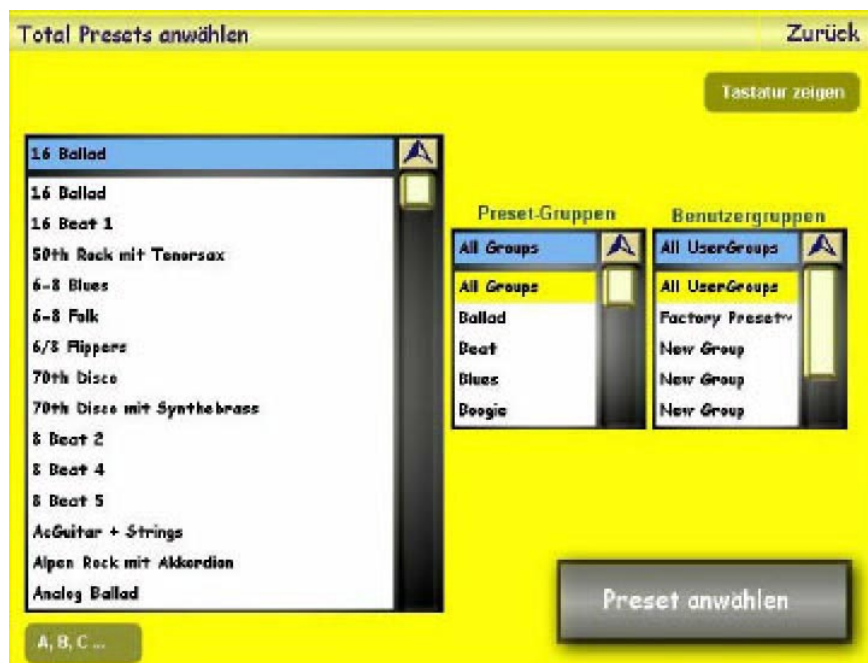 Total Presets anwählen
Zurück
Tastatur zeigen
16 Ballad
16 Ballad
16 Beat 1
50th Rock mit Tenorsax
6-8 Blues
6-8 Folk
6/8 Flippers
70th Disco
70th Disco mit Synthebrass
8 Beat 2
8 Beat 4
8 Beat 5
AcGuitar + Strings
Alpen Rock mit Akkordion
Analog Ballad
A, B, C ...
Preset-Gruppen
All Groups
All Groups
Ballad
Beat
Blues
Boogie
Benutzergruppen
All UserGroups
All UserGroups
Factory Preset~
New Group
New Group
New Group
Preset anwählen